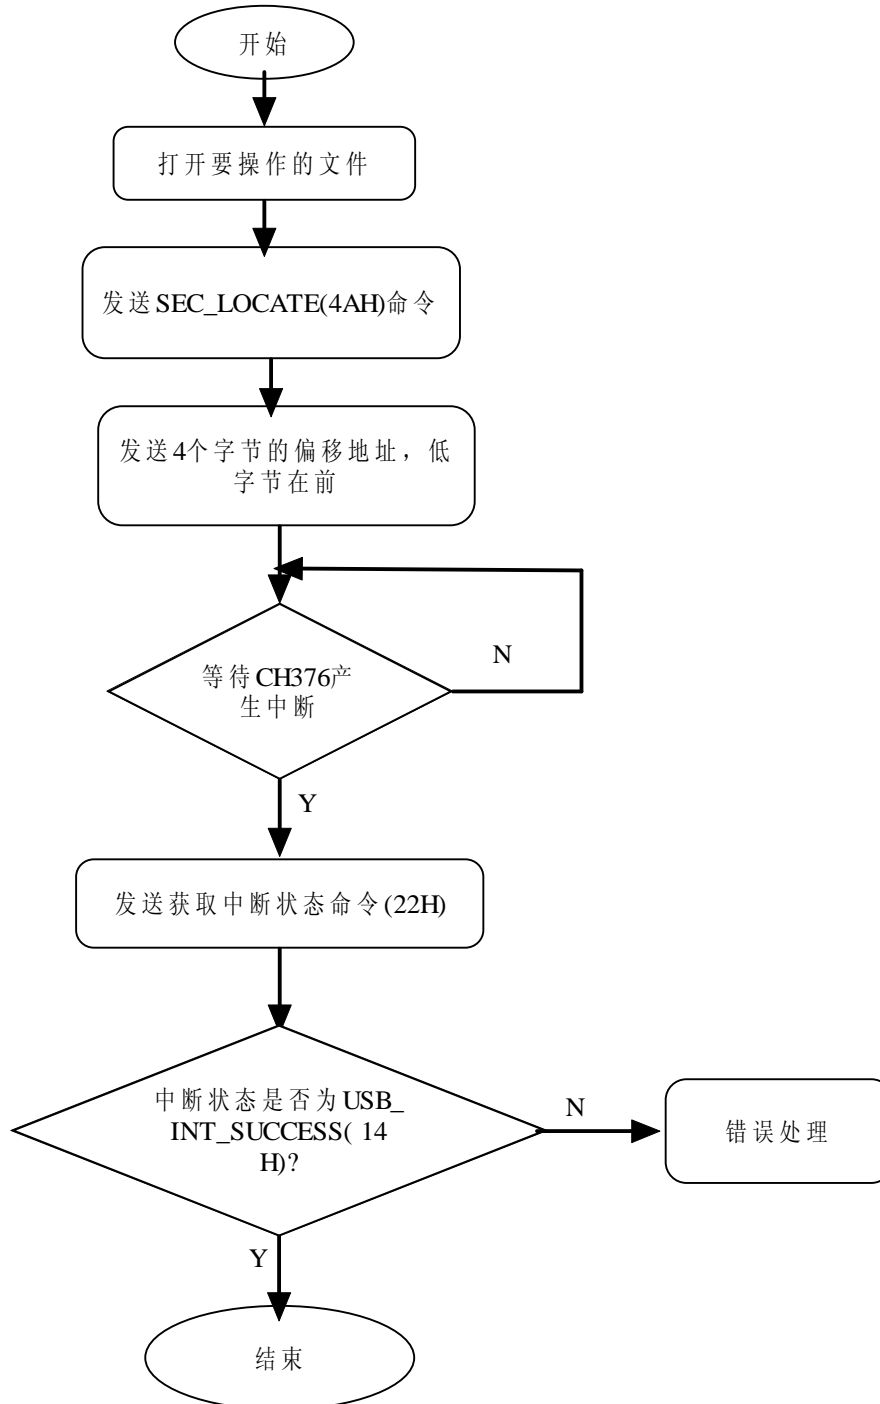 开始
打开要操作的文件
发送SEC_LOCATE(4AH)命令
发送4个字节的偏移地址，低
字节在前
等待CH376产
生中断
N
Y
发送获取中断状态命令(22H)
中断状态是否为USB_
INT_SUCCESS( 14
H)?
N
错误处理
Y
结束